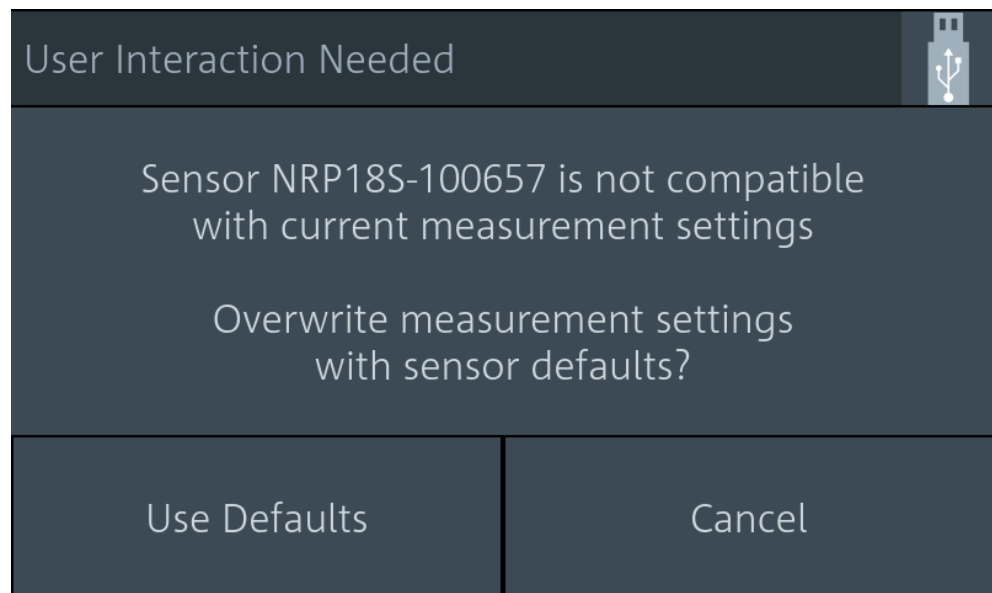 User Interaction Needed
Sensor NRP18S-100657 is not compatible
with current measurement settings
Overwrite measurement settings
with sensor defaults?
Use Defaults
Cancel